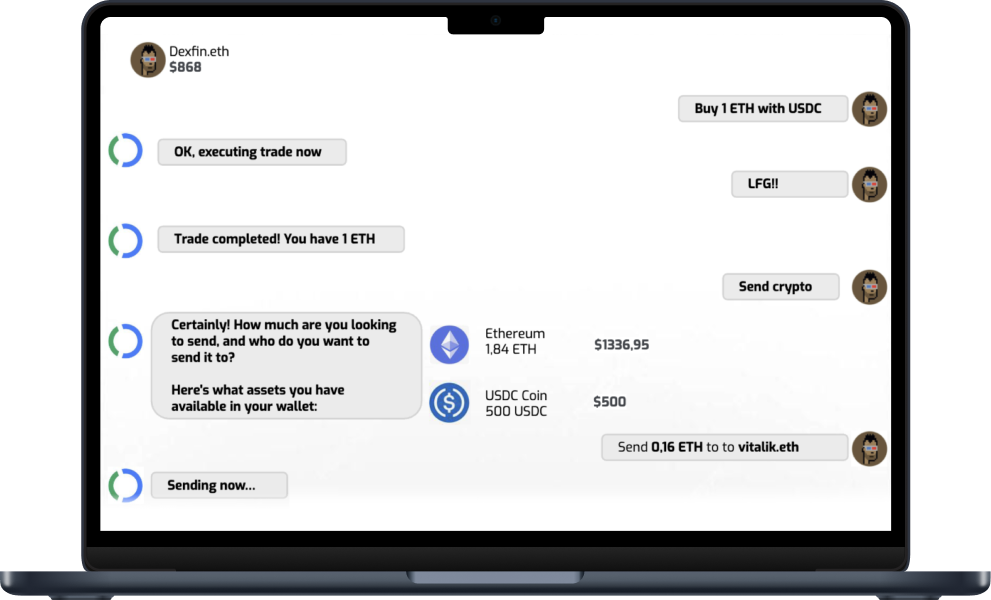 Dexfin.eth
$868
Buy 1 ETH with USDC
OK, executing trade now
LFG!!
Trade completed! You have 1 ETH
Send crypto
Certainly! How much are you looking
to send, and who do you want to
send it to?
Here's what assets you have
available in your wallet:
Ethereum
1,84 ETH
$1336,95
USDC Coin
500 USDC
$500
Send 0,16 ETH to to vitalik.eth
Sending now...